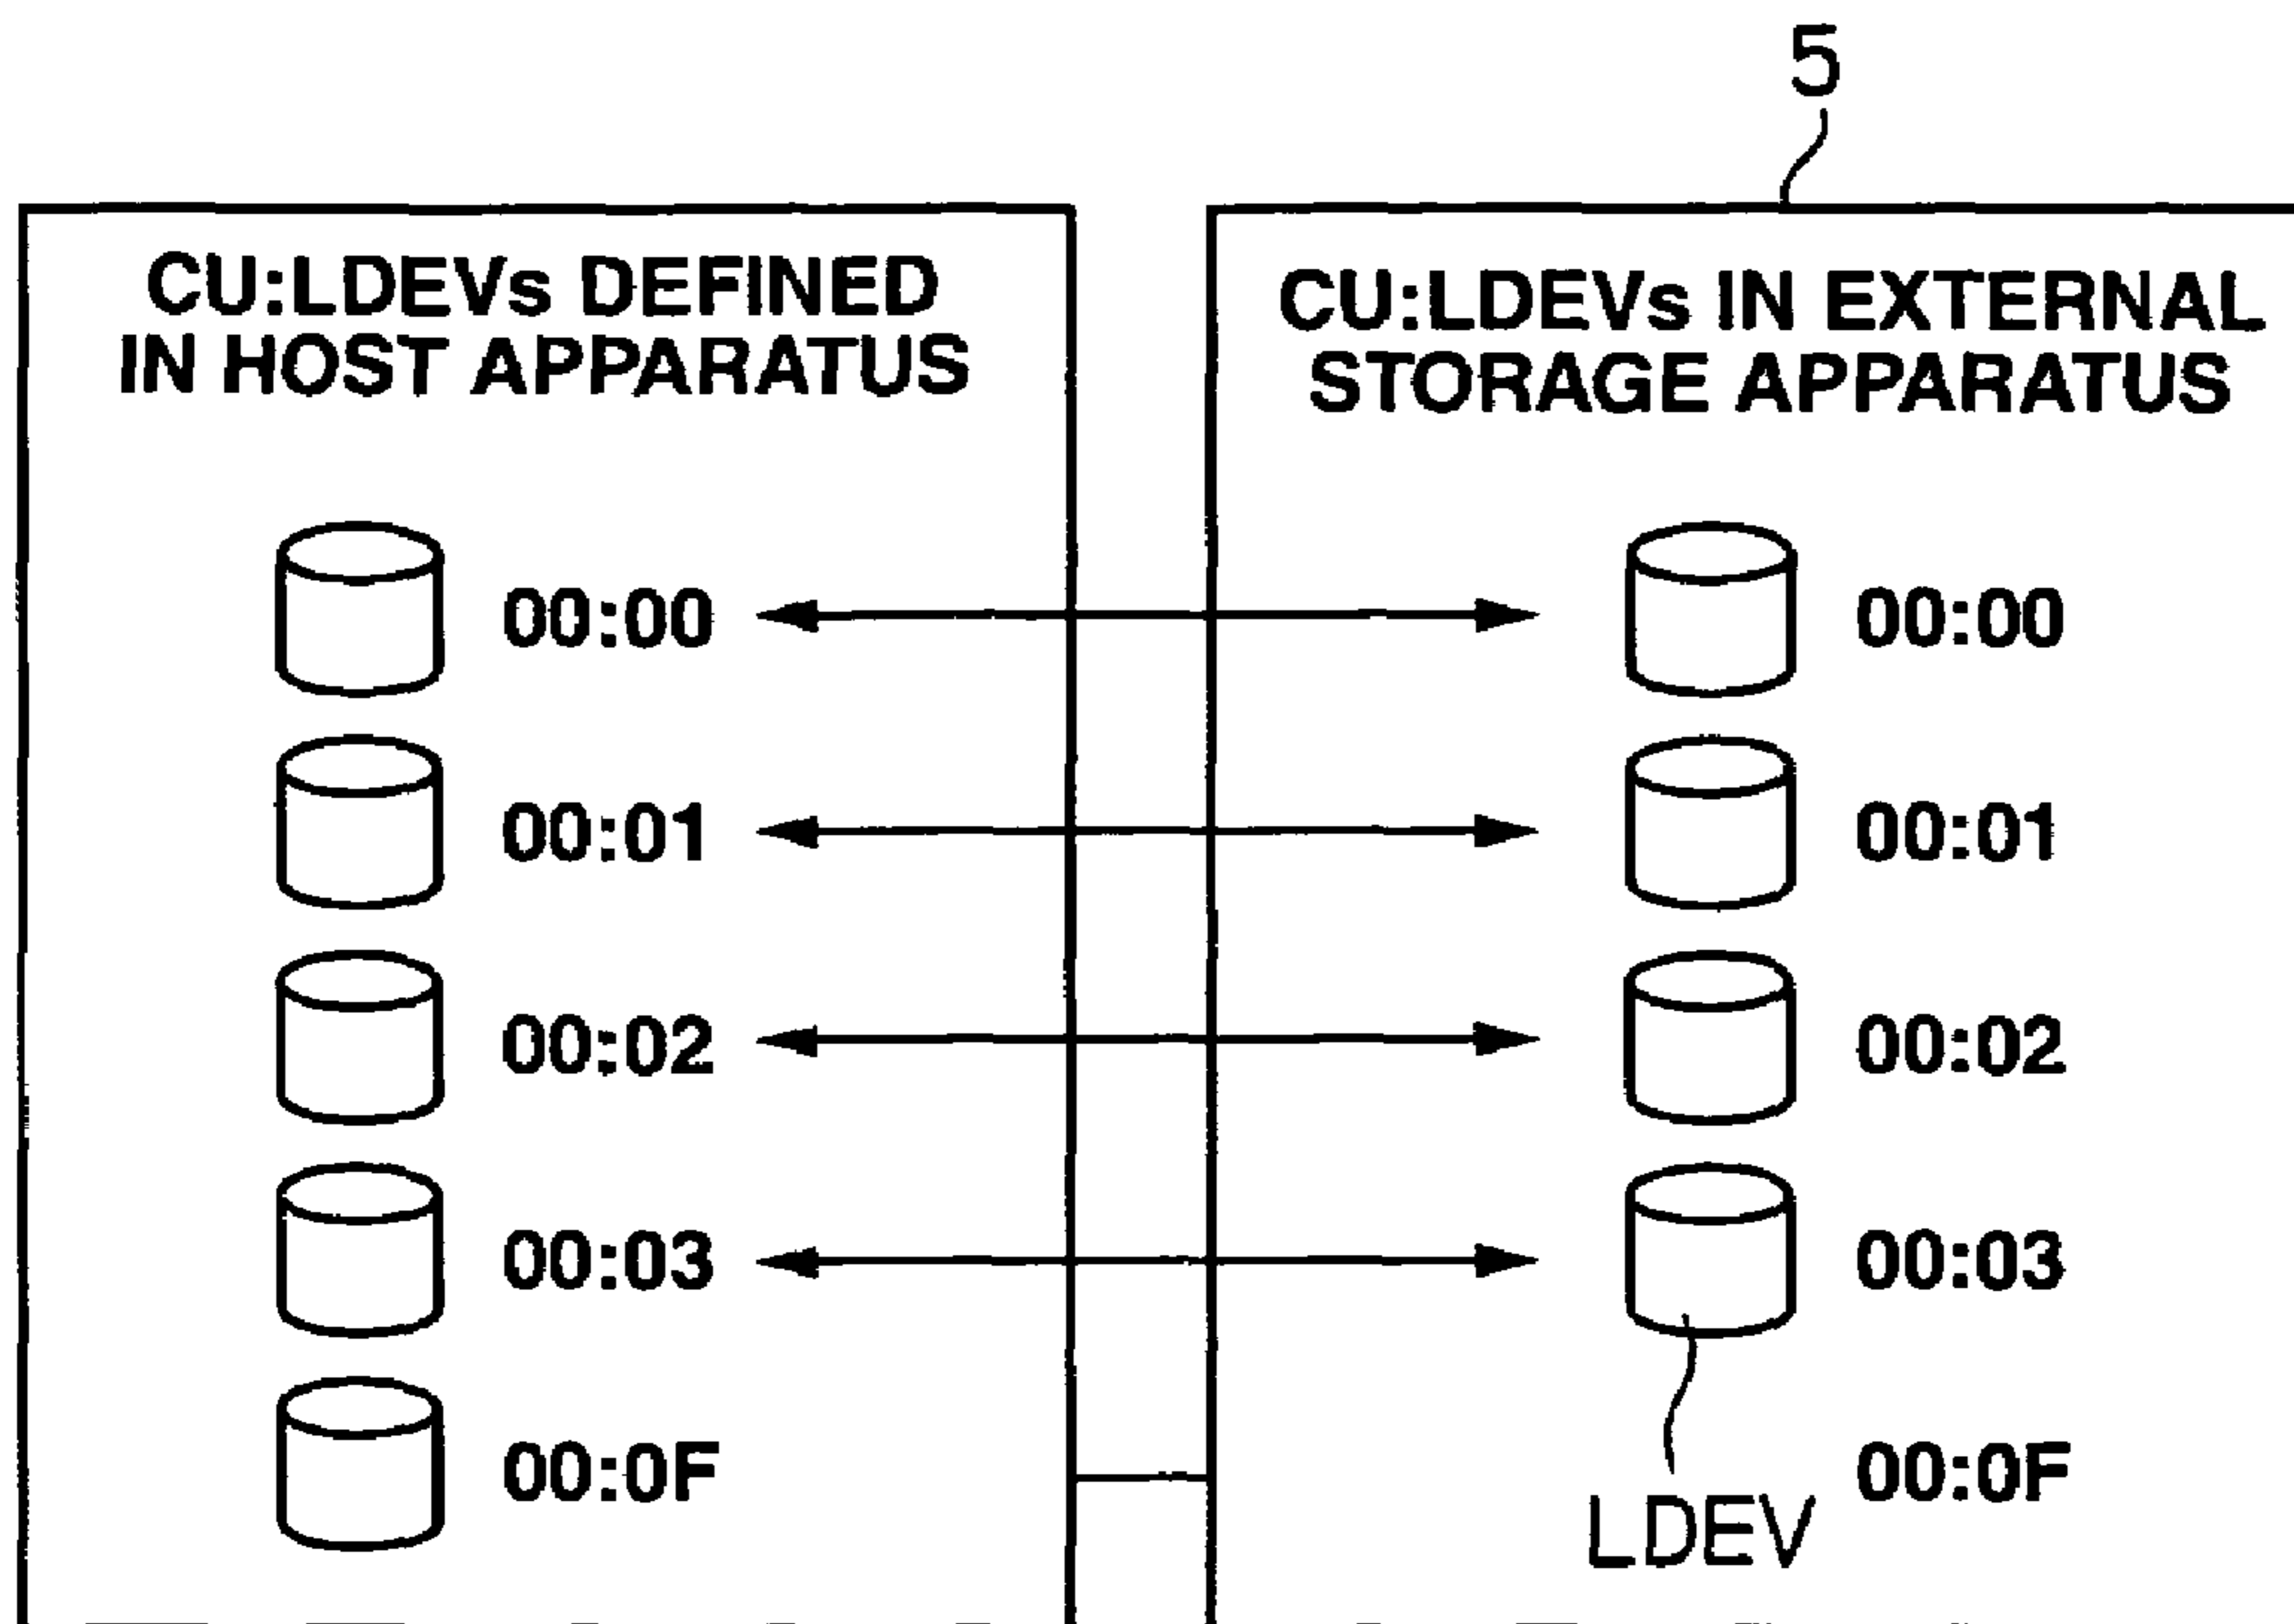 5
CU:LDEVs DEFINED
IN HOST APPARATUS
CU:LDEVs IN EXTERNAL
STORAGE APPARATUS
00:00
00:00
00:01
00:01
00:02
00:02
00:03
00:03
00:0F
00:0F
LDEV